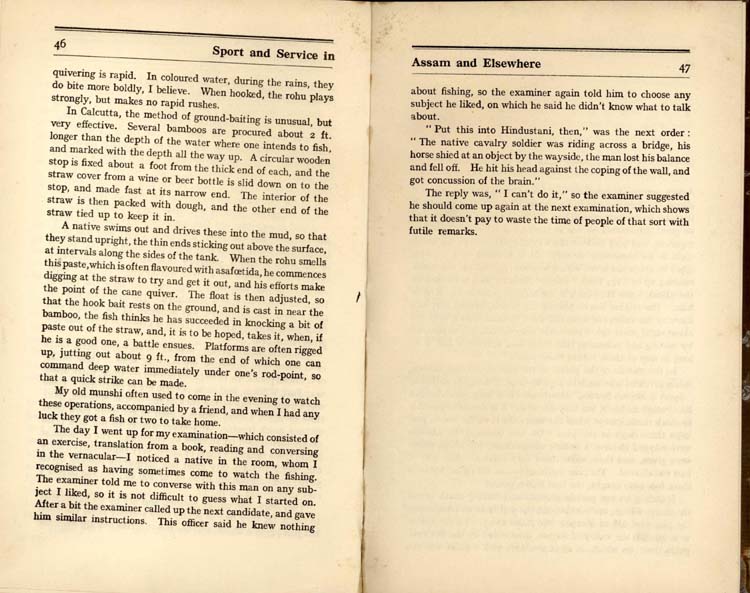 46
Sport and Service in
quivering is rapid. In coloured water, during the rains, they
do bite more boldly, I believe. When hooked, the rohu plays
strongly, but makes no rapid rushes.
In Calcutta, the method of ground-baiting is unusual, but
very effective. Several bamboos are procured about 2 ft.
longer than the depth of the water where one intends to fish,
and marked with the depth all the way up. A circular wooden
stop is fixed about a foot from the thick end of each, and the
straw cover from a wine or beer bottle is slid down on to the
stop, and made fast at its narrow end. The interior of the
straw is then packed with dough, and the other end of the
straw tied up to keep it in.
A native swims out and drives these into the mud, so that
they stand upright, the thin ends sticking out above the surface,
at intervals along the sides of the tank. When the rohu smells
this paste, which is often flavoured with asafœtida, he commences
digging at the straw to try and get it out, and his efforts make
the point of the cane quiver. The float is then adjusted, so
that the hook bait rests on the ground, and is cast in near the
bamboo, the fish thinks he has succeeded in knocking a bit of
paste out of the straw, and, it is to be hoped, takes it, when, if
he is a good one, a battle ensues. Platforms are often rigged
up, jutting out about 9 ft., from the end of which one can
command deep water immediately under one's rod-point, so
that a quick strike can be made.
My old munshi often used to come in the evening to watch
these operations, accompanied by a friend, and when I had any
luck they got a fish or two to take home.
The day I went up for my examination—which consisted of
an exercise, translation from a book, reading and conversing
in the vernacular—I noticed a native in the room, whom I
recognised as having sometimes come to watch the fishing.
The examiner told me to converse with this man on any sub-
ject I liked, so it is not difficult to guess what I started on.
After a bit the examiner called up the next candidate, and gave
him similar instructions. This officer said he knew nothing
Assam and Elsewhere
47
about fishing, so the examiner again told him to choose any
subject he liked, on which he said he didn't know what to talk
about.
"Put this into Hindustani, then," was the next order:
"The native cavalry soldier was riding across a bridge, his
horse shied at an object by the wayside, the man lost his balance
and fell off. He hit his head against the coping of the wall, and
got concussion of the brain."
The reply was, "I can't do it," so the examiner suggested
he should come up again at the next examination, which shows
that it doesn't pay to waste the time of people of that sort with
futile remarks.